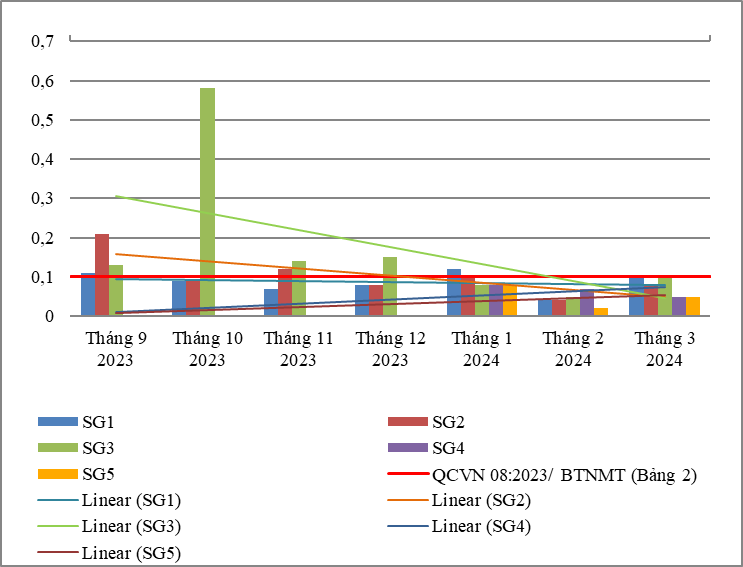 0,7
0,6
0,5
0,4
0,3
0,2
0,1
0
Tháng 9 2023
Tháng 10 2023
Tháng 11 2023
Tháng 12 2023
Tháng 1 2024
Tháng 2 2024
Tháng 3 2024
SG1
SG2
SG3
SG4
SG5
QCVN 08:2023/ BTNMT (Bảng 2)
Linear (SG1)
Linear (SG2)
Linear (SG3)
Linear (SG4)
Linear (SG5)